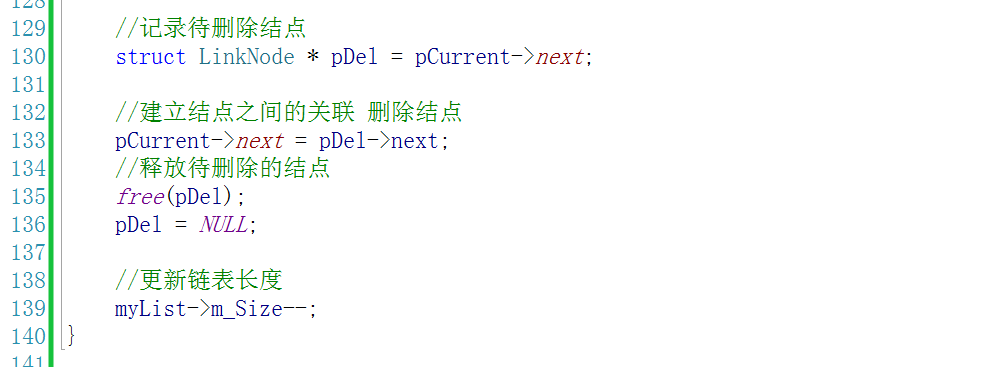 128
129 //记录待删除结点
130 struct LinkNode * pDel = pCurrent->next;
131
132 //建立结点之间的关联 删除结点
133 pCurrent->next = pDel->next;
134 //释放待删除的结点
135 free(pDel);
136 pDel = NULL;
137
138 //更新链表长度
139 myList->m_Size--;
140 }
141